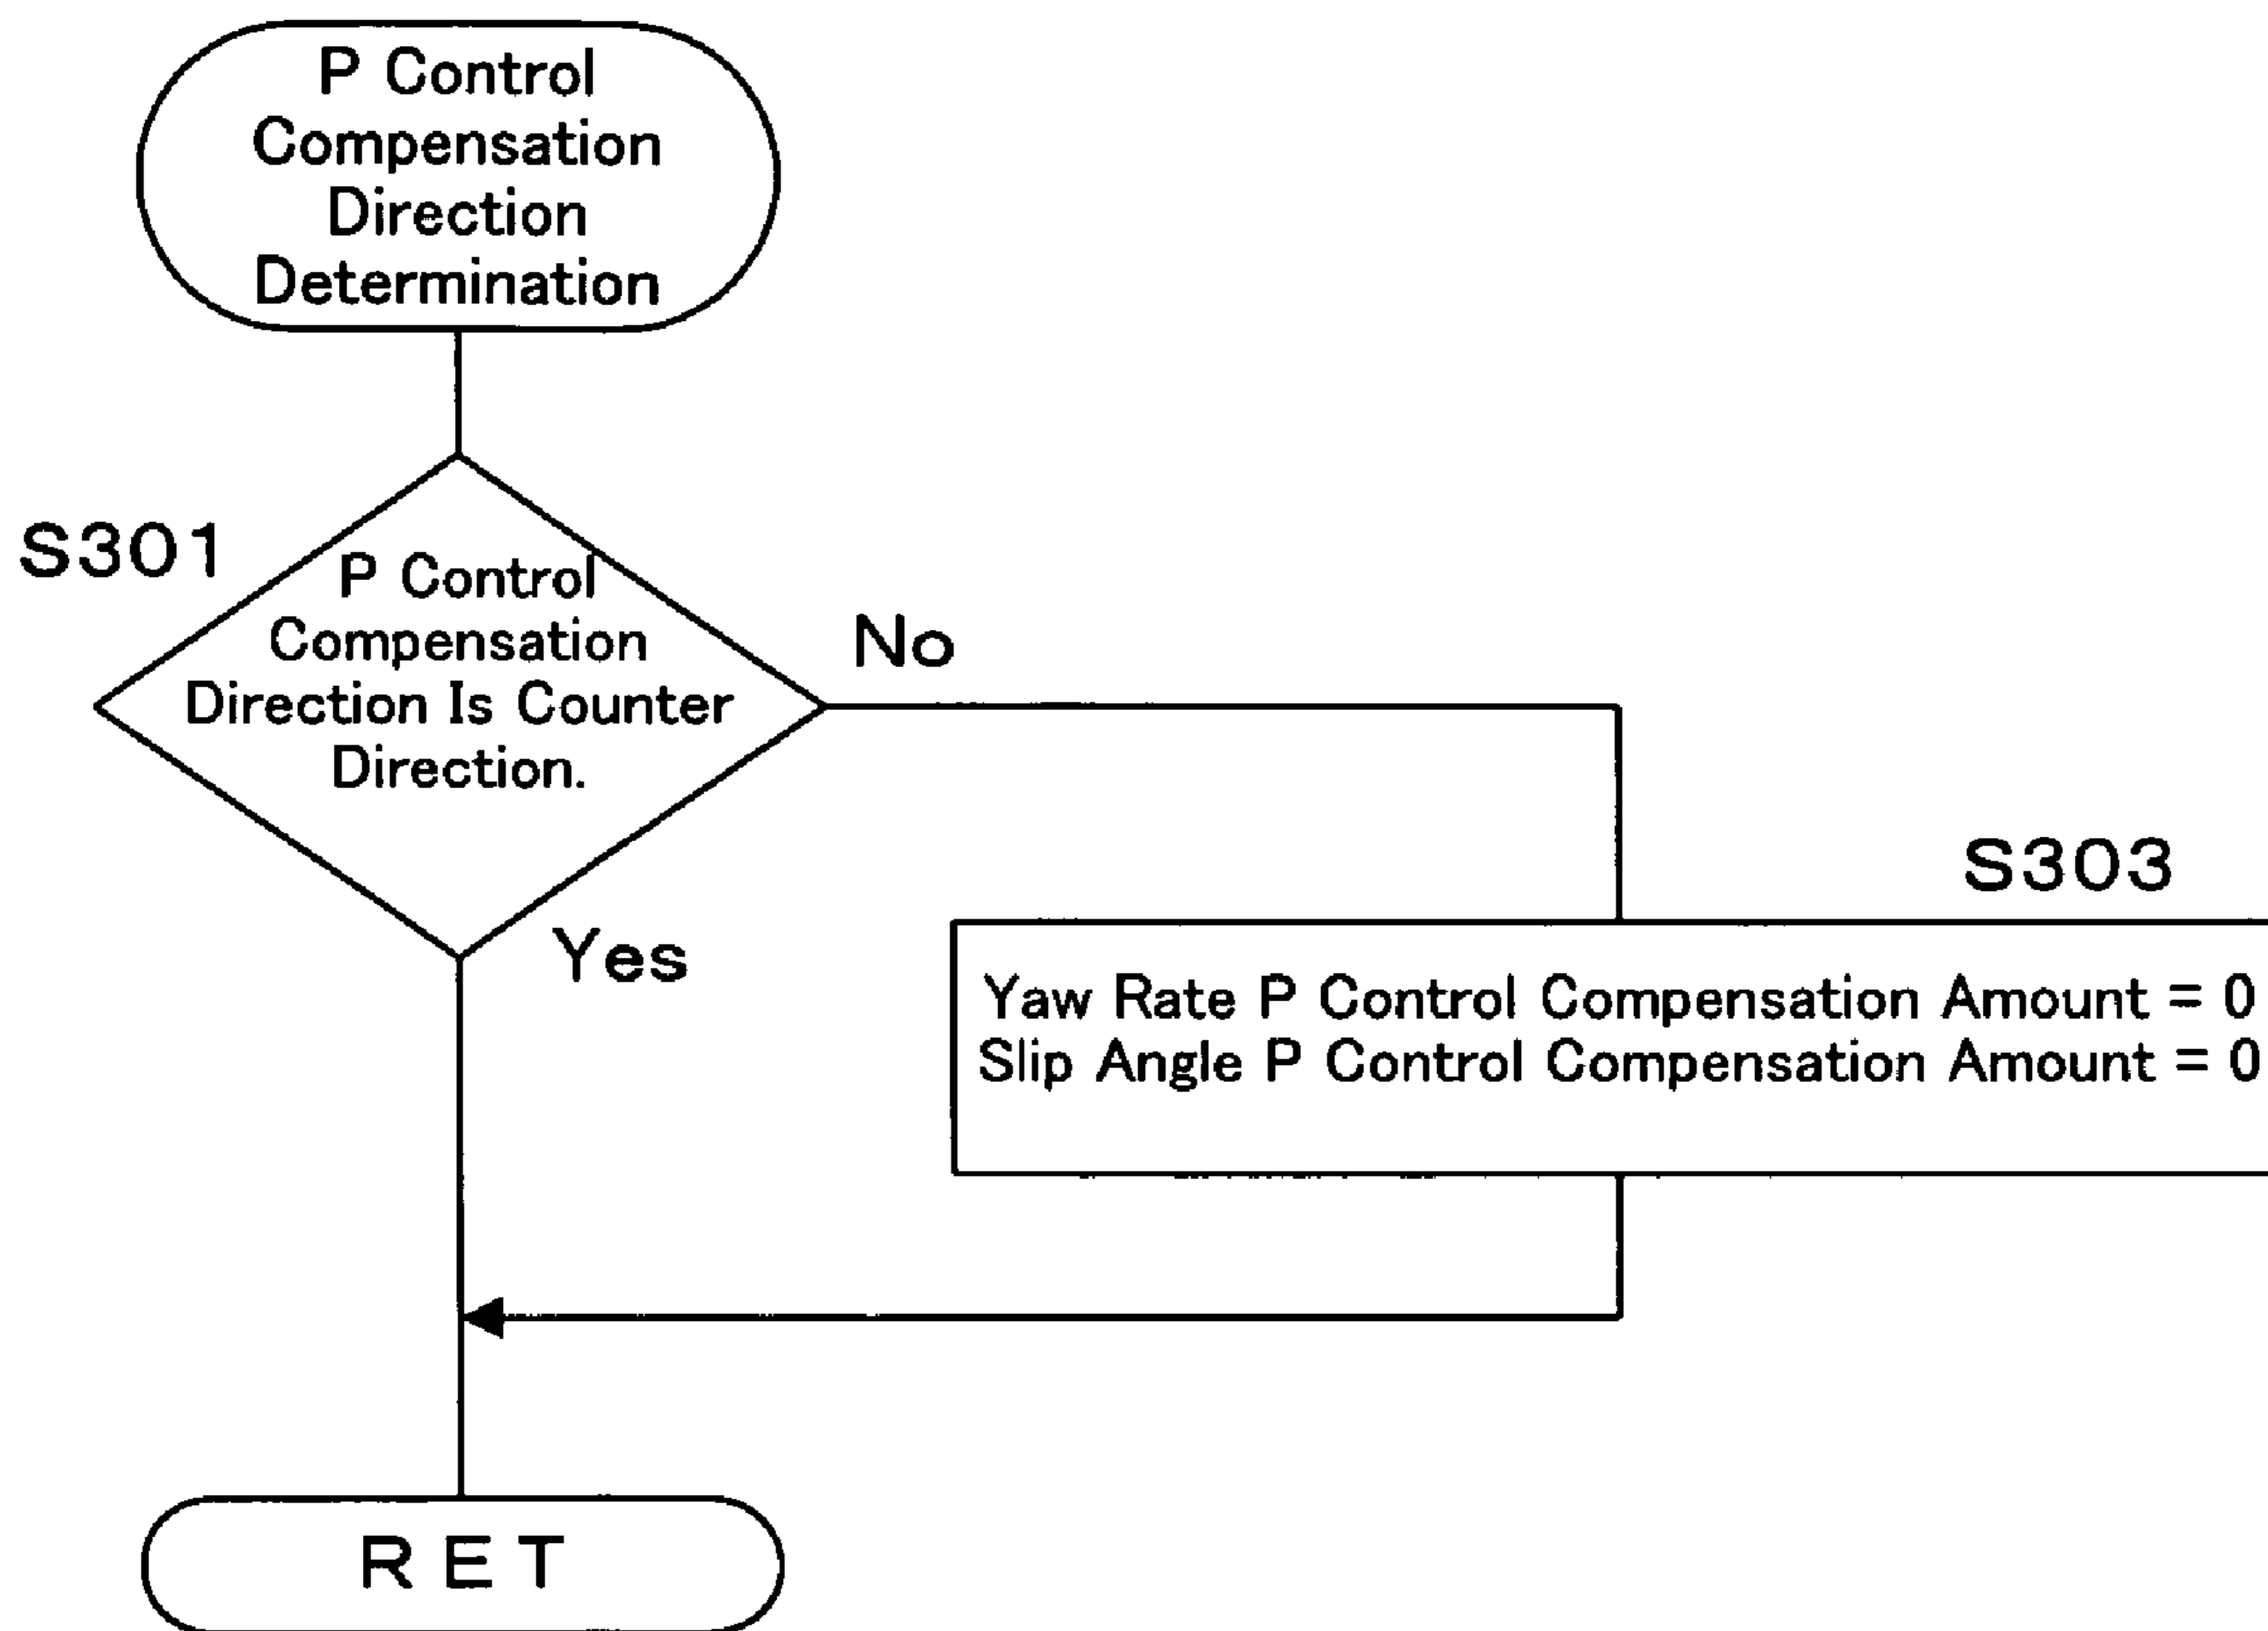 P Control
Compensation
Direction
Determination
S301
P Control
Compensation
Direction Is Counter
Direction.
No
Yes
S303
Yaw Rate P Control Compensation Amount = 0
Slip Angle P Control Compensation Amount = 0
RET